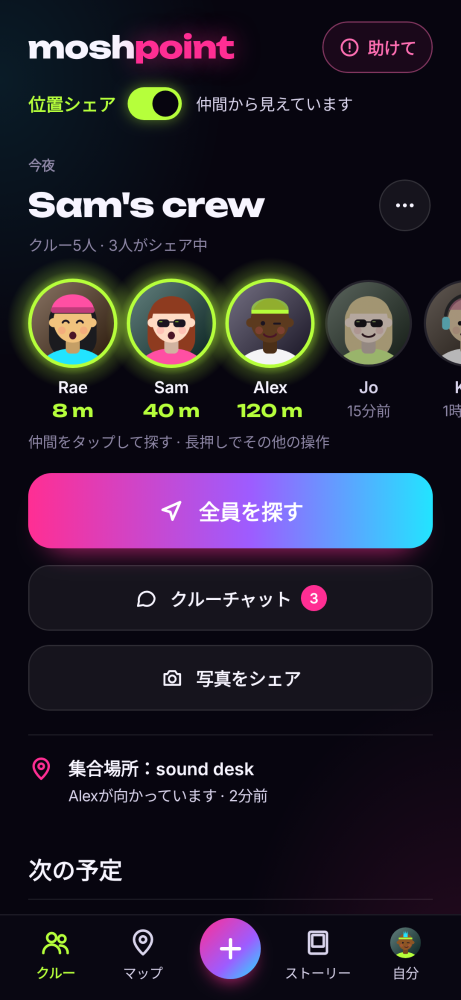 moshpoint
助けて
位置シェア 仲間から見えています
今夜
Sam's crew
クルー5人 · 3人がシェア中
Rae Sam Alex Jo
8 m 40 m 120 m 15分前
仲間をタップして探す · 長押しでその他の操作
全員を探す
クルーチャット 3
写真をシェア
集合場所：sound desk
Alexが向かっています · 2分前
次の予定
クルー マップ ストーリー 自分